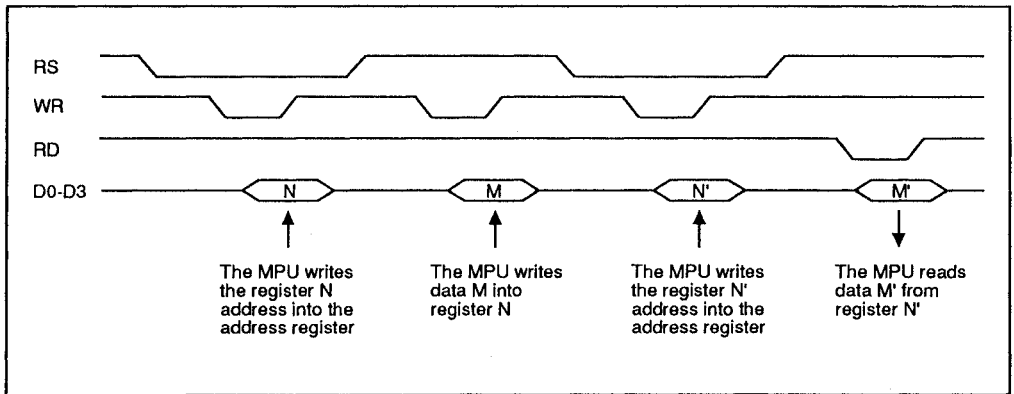 RS
WR
RD
D0-D3
N
M
N'
M'
The MPU writes
the register N
address into the
address register
The MPU writes
data M into
register N
The MPU writes
the register N'
address into the
address register
The MPU reads
data M' from
register N'